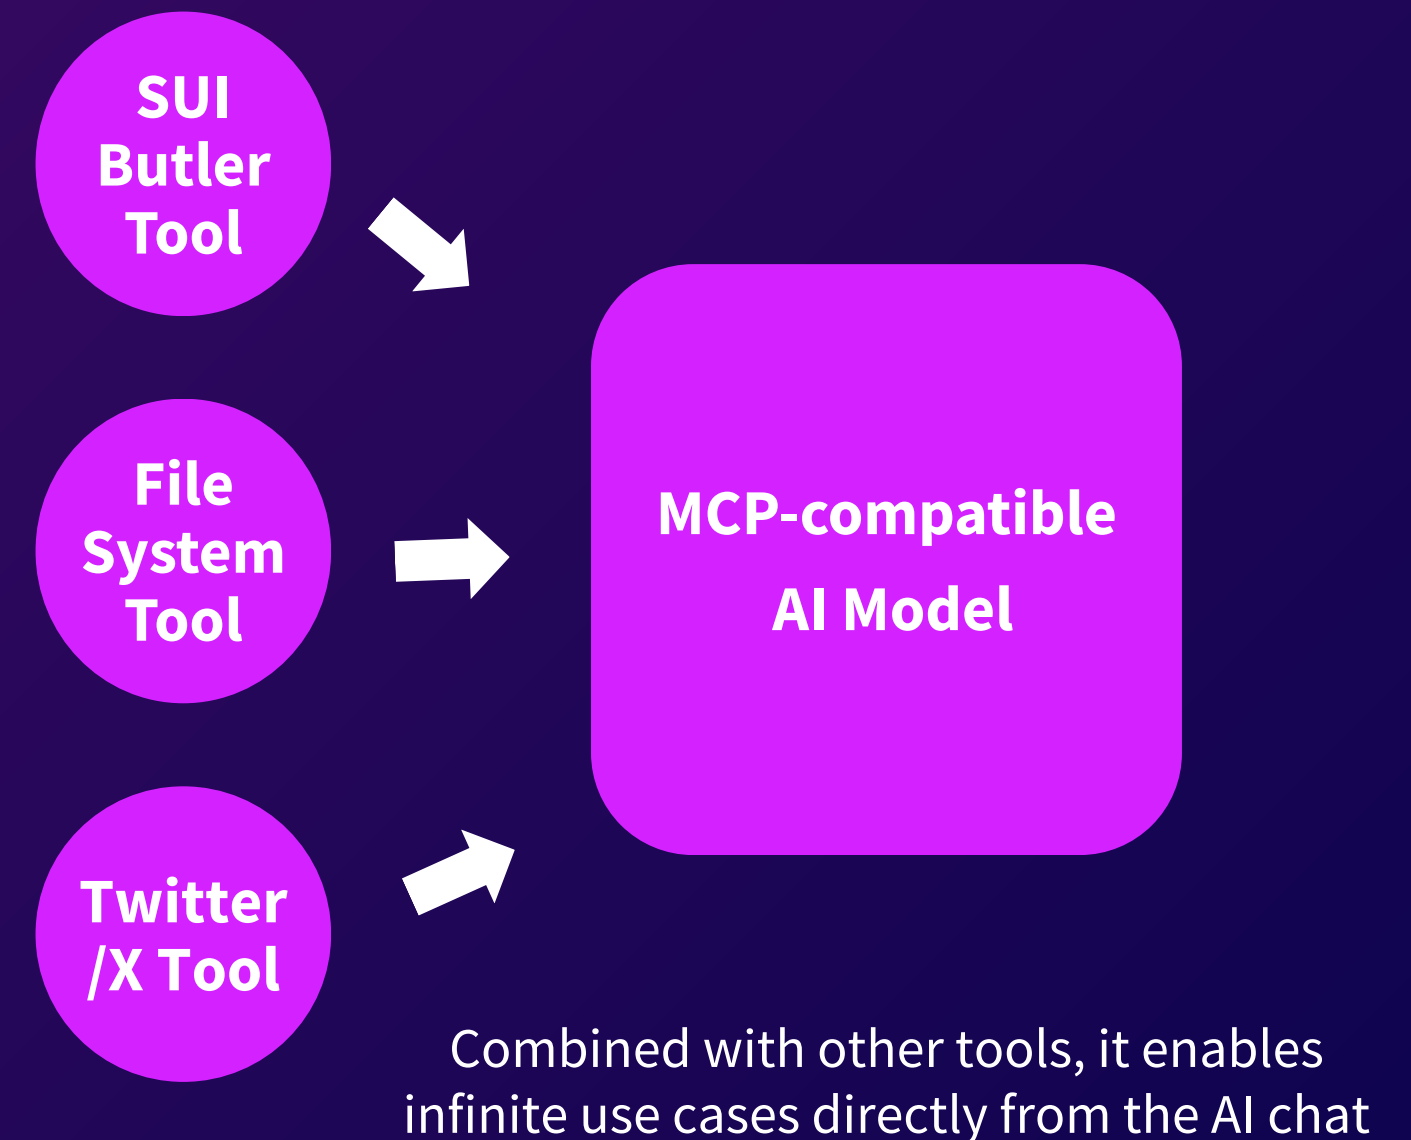 SUI
Butler
Tool
File
System
Tool
Twitter
/X Tool
MCP-compatible
AI Model
Combined with other tools, it enables
infinite use cases directly from the AI chat